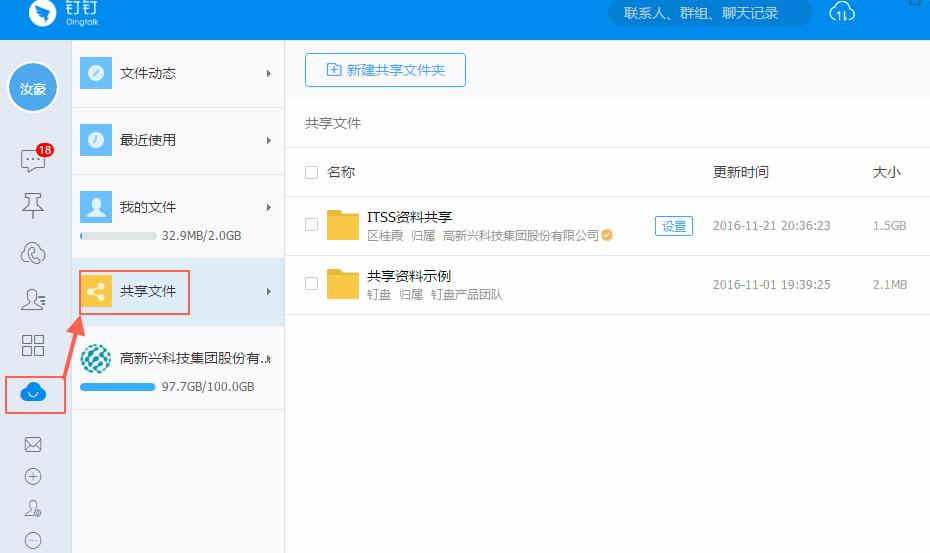 钉钉
Dingtalk
联系人、群组、聊天记录
汝豪
18
文件动态
最近使用
我的文件
32.9MB/2.0GB
共享文件
高新兴科技集团股份有..
97.7GB/100.0GB
新建共享文件夹
共享文件
名称 更新时间 大小
ITSS资料共享
区桂霞 归属 高新兴科技集团股份有限公司
设置 2016-11-21 20:36:23 1.5GB
共享资料示例
钉盘 归属 钉盘产品团队
2016-11-01 19:39:25 2.1MB